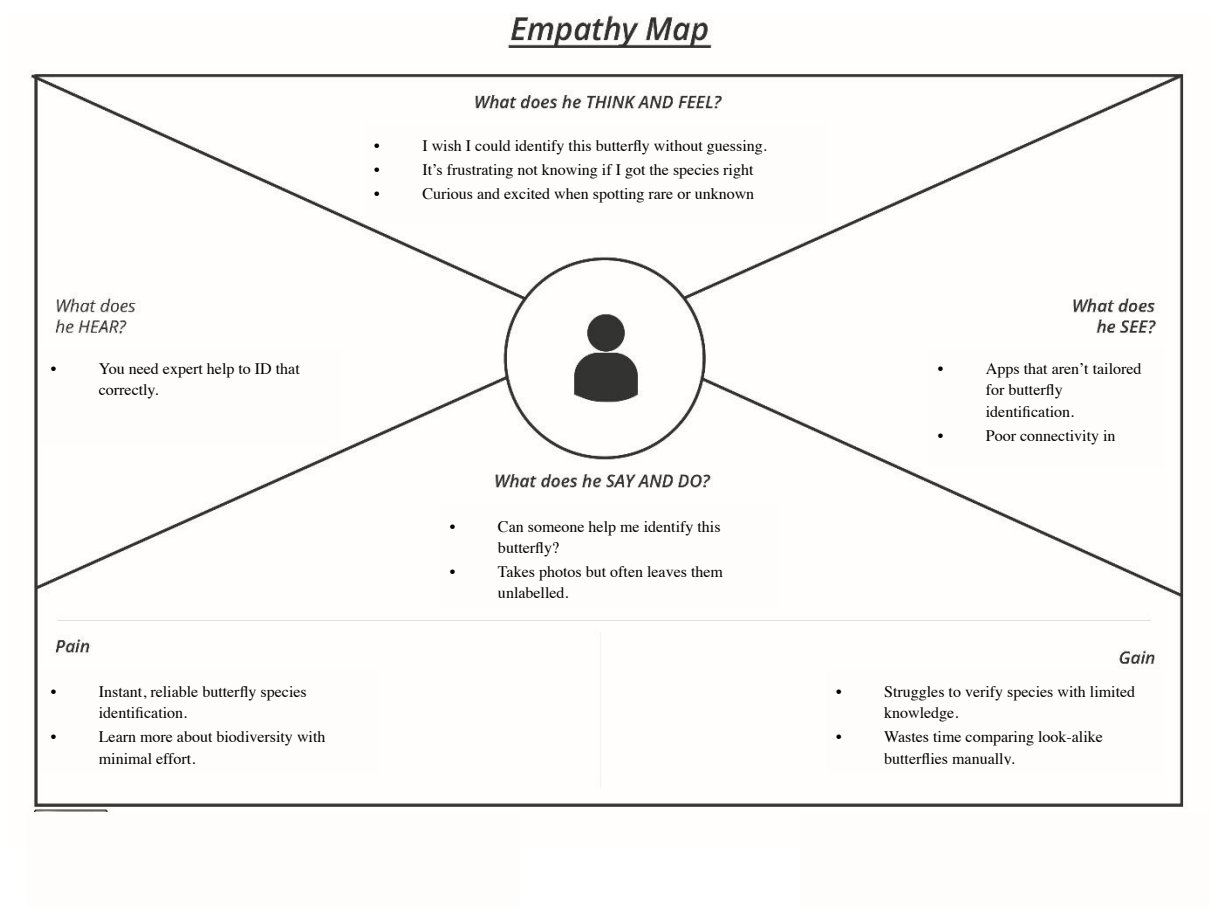 Empathy Map
What does he THINK AND FEEL?
• I wish I could identify this butterfly without guessing.
• It’s frustrating not knowing if I got the species right
• Curious and excited when spotting rare or unknown
What does
he HEAR?
• You need expert help to ID that
correctly.
What does
he SEE?
• Apps that aren’t tailored
for butterfly
identification.
• Poor connectivity in
What does he SAY AND DO?
• Can someone help me identify this
butterfly?
• Takes photos but often leaves them
unlabelled.
Pain
• Instant, reliable butterfly species
identification.
• Learn more about biodiversity with
minimal effort.
Gain
• Struggles to verify species with limited
knowledge.
• Wastes time comparing look-alike
butterflies manually.